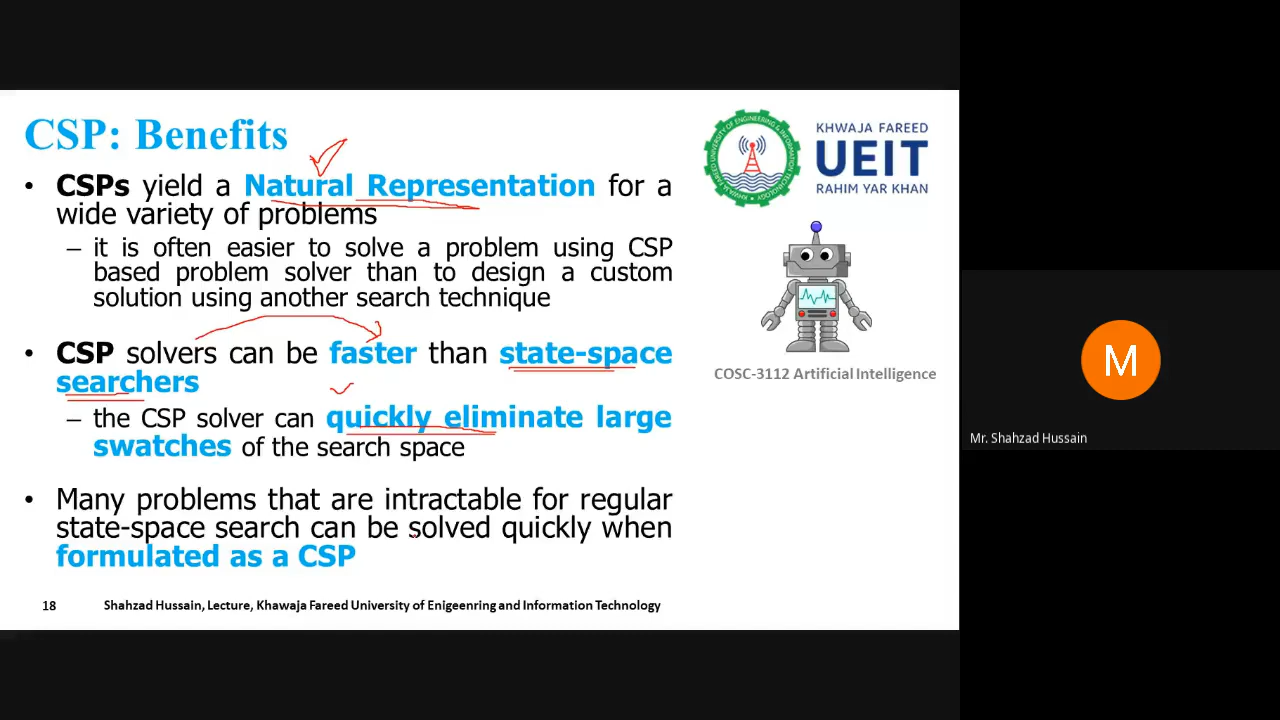 CSP: Benefits
• CSPs yield a Natural Representation for a
wide variety of problems
– it is often easier to solve a problem using CSP
based problem solver than to design a custom
solution using another search technique
• CSP solvers can be faster than state-space
searchers
– the CSP solver can quickly eliminate large
swatches of the search space
• Many problems that are intractable for regular
state-space search can be solved quickly when
formulated as a CSP
18
Shahzad Hussain, Lecture, Khawaja Fareed University of Enigeenring and Information Technology
KHWAJA FAREED
UEIT
RAHIM YAR KHAN
COSC-3112 Artificial Intelligence
M
Mr. Shahzad Hussain